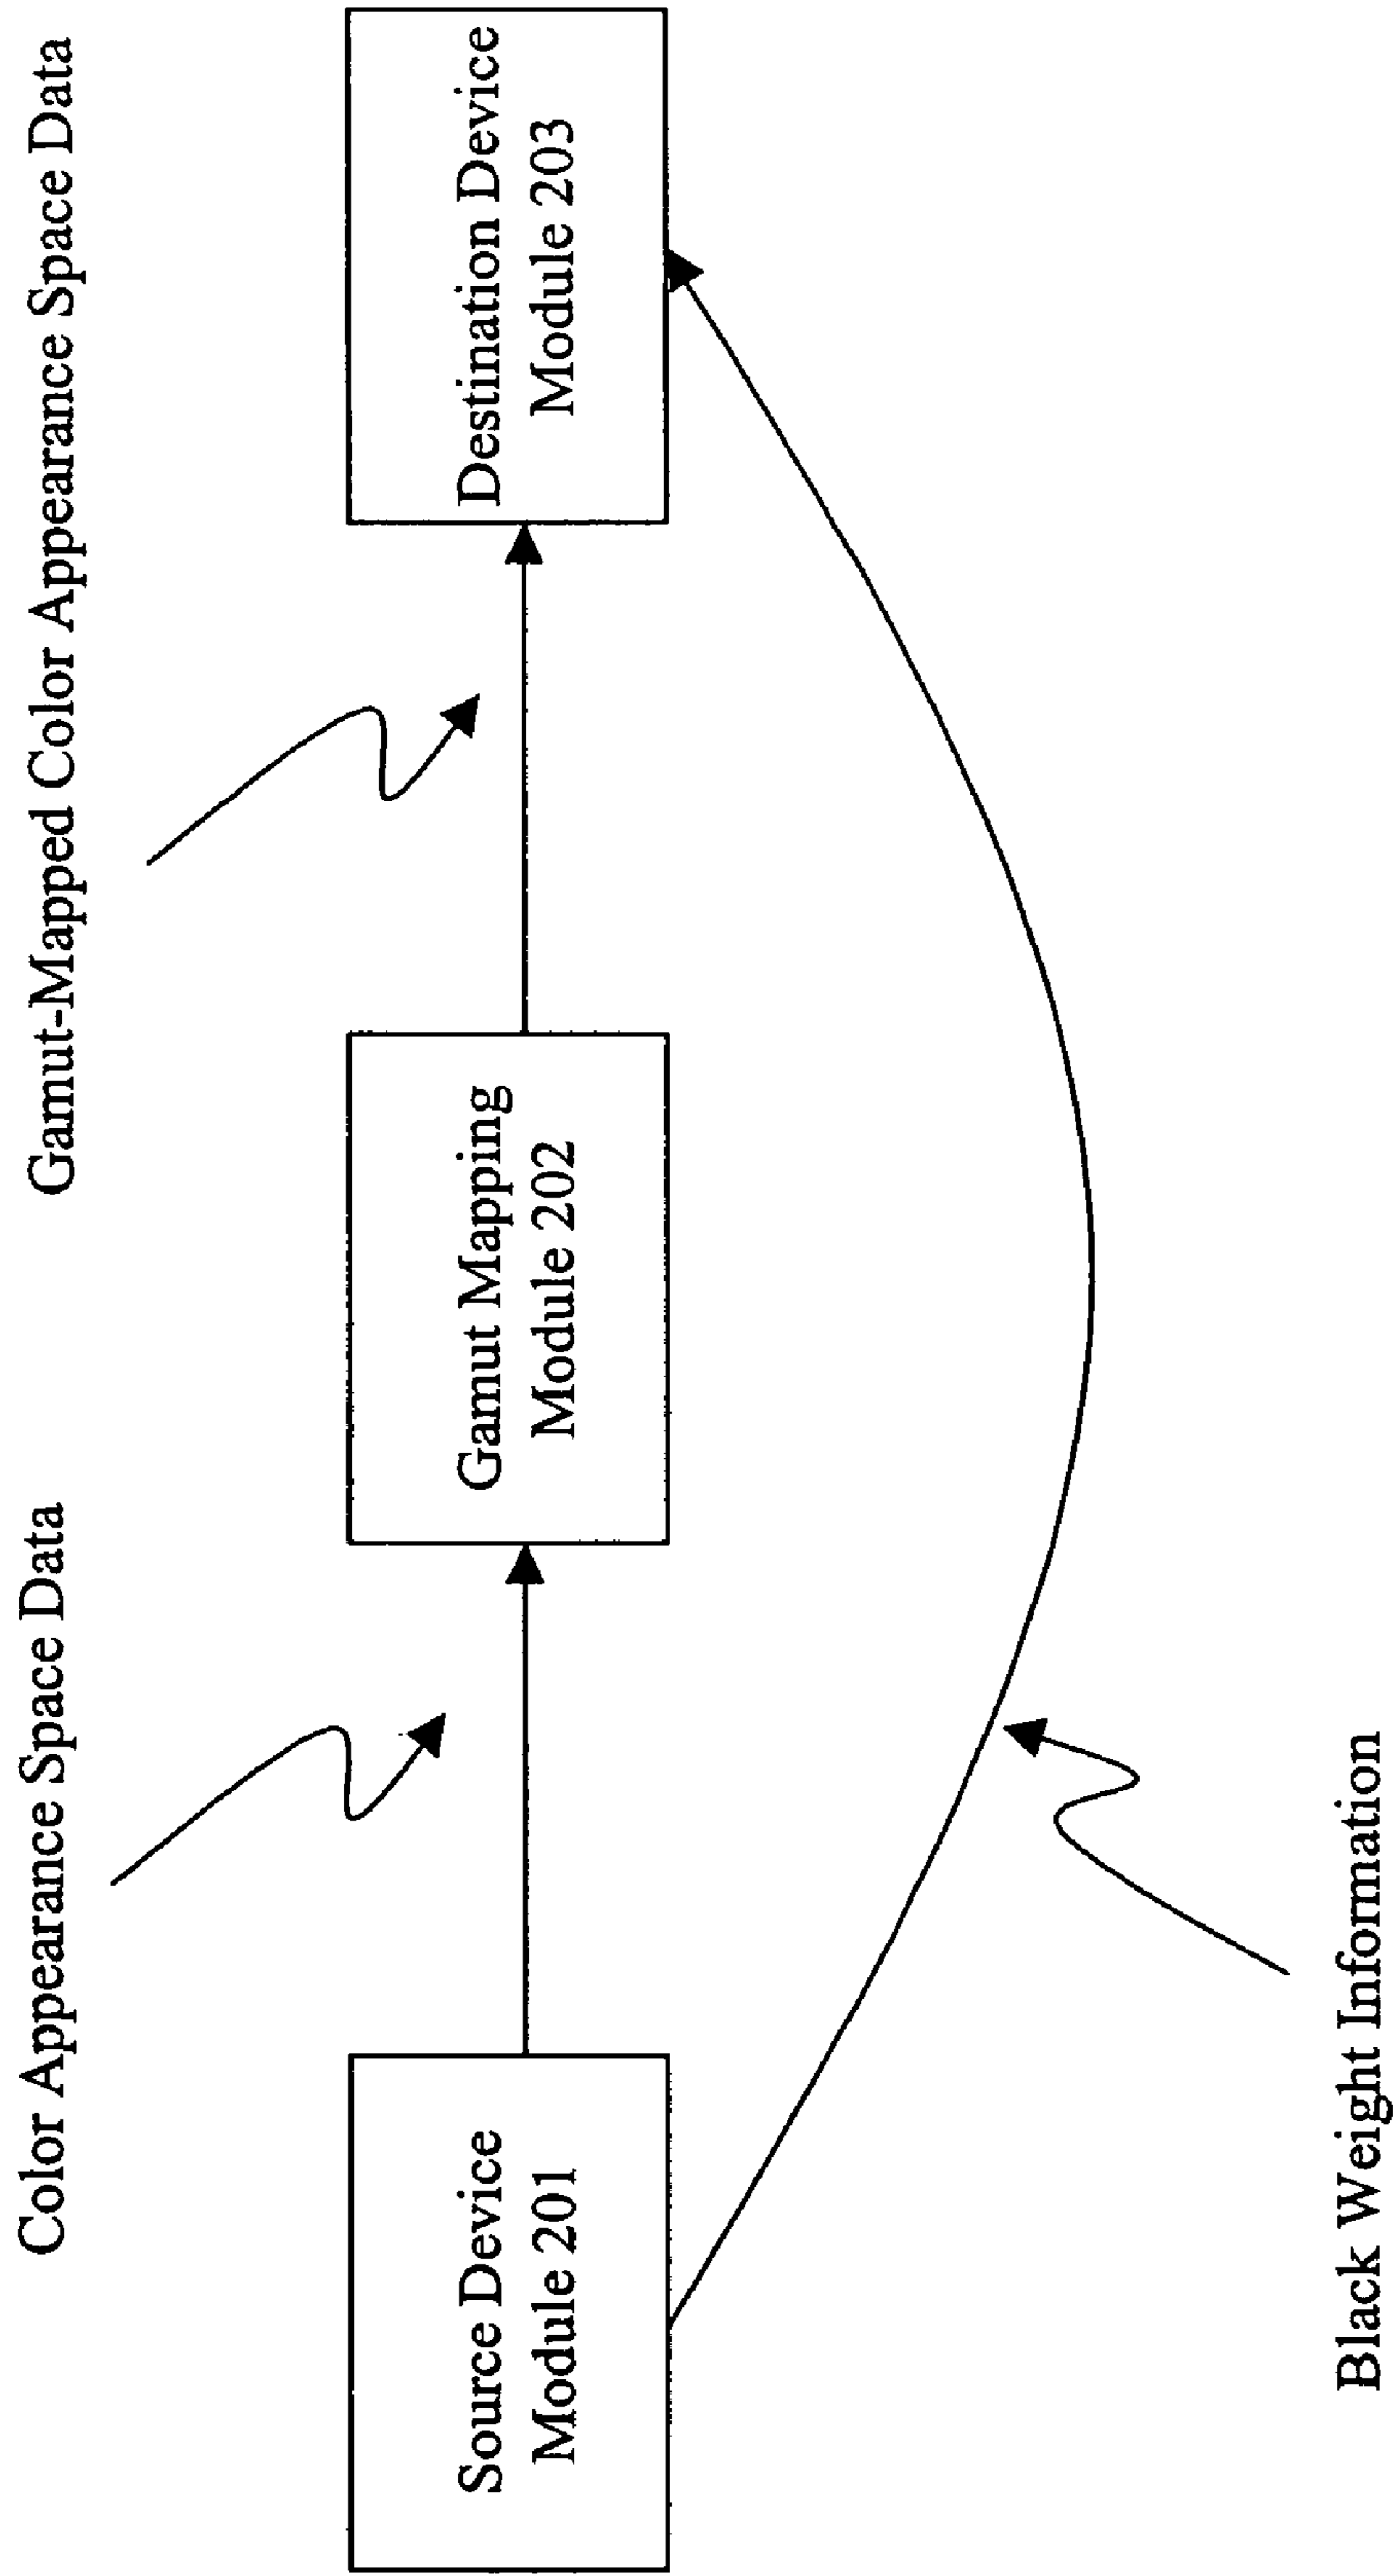 Color Appearance Space Data
Gamut-Mapped Color Appearance Space Data
Source Device
Module 201
Gamut Mapping
Module 202
Destination Device
Module 203
Black Weight Information